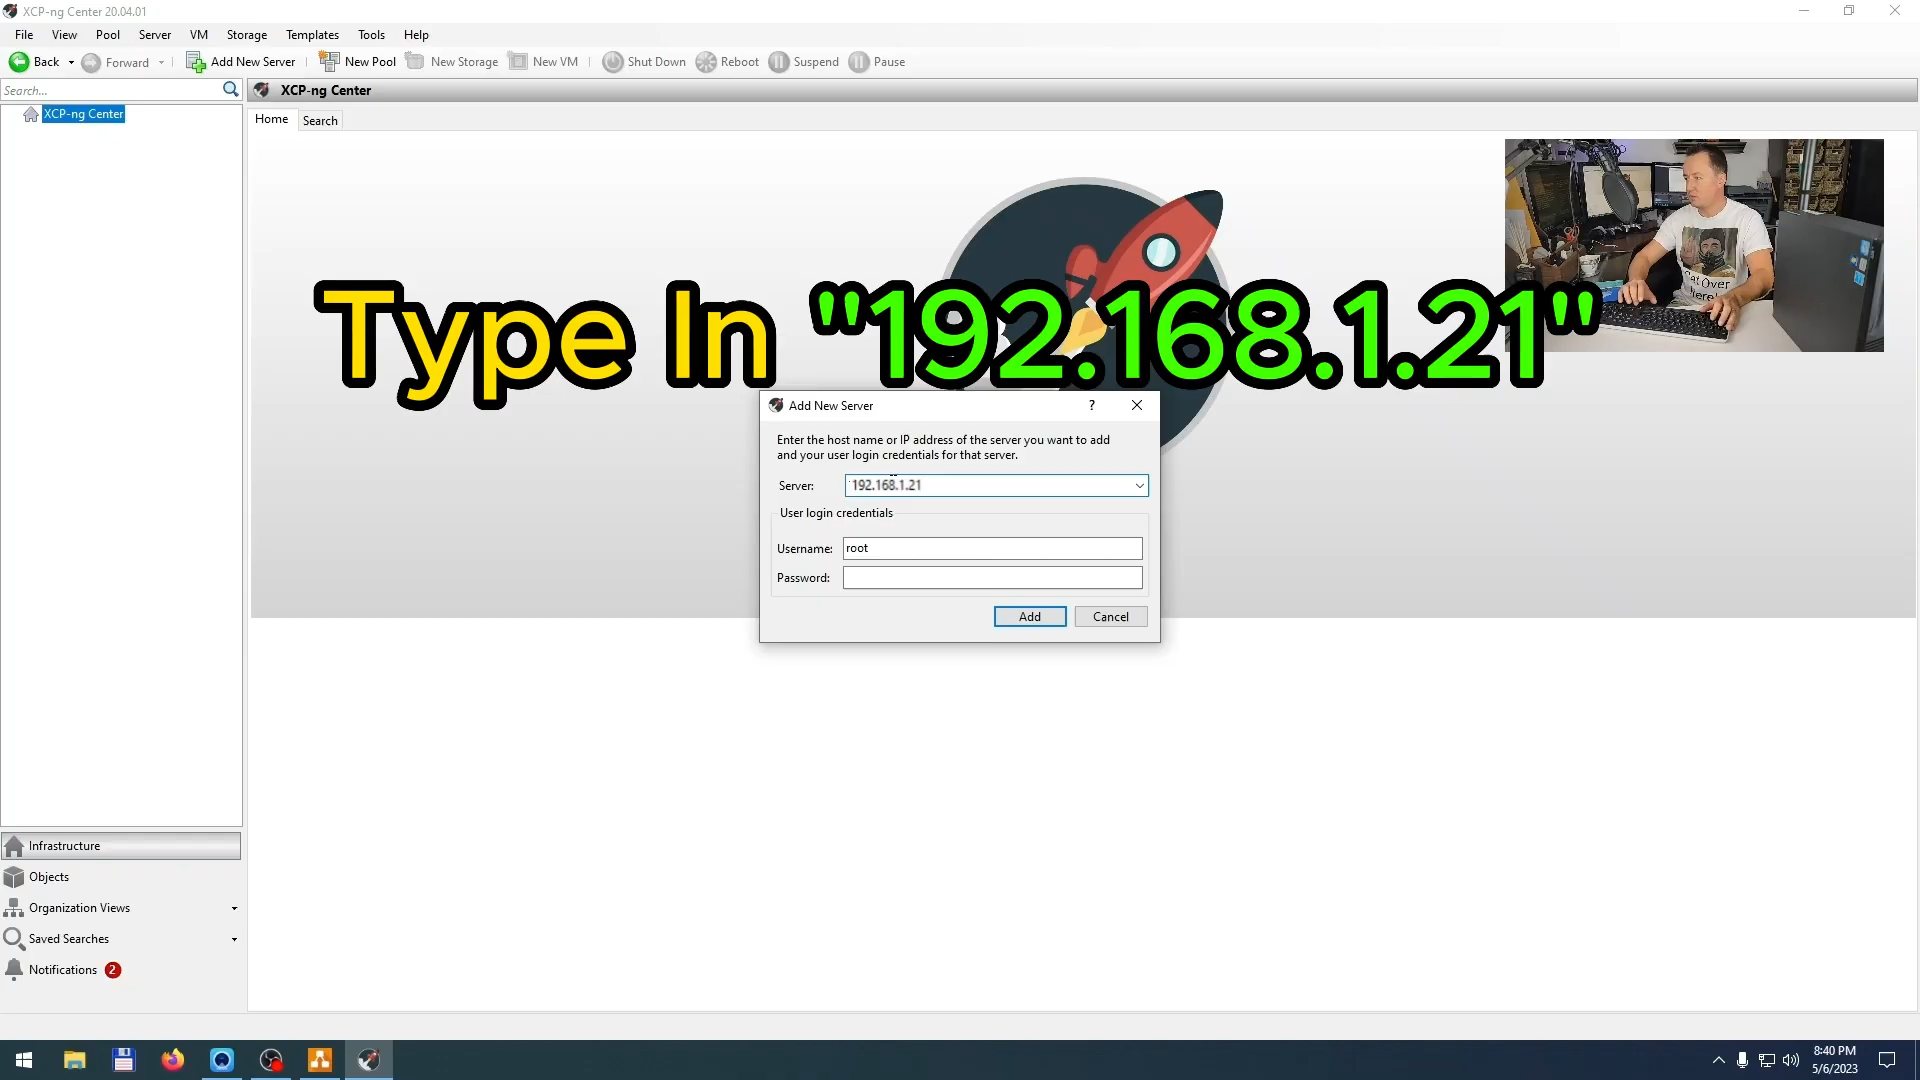 XCP-ng Center 20.04.01
File View Pool Server VM Storage Templates Tools Help
Back Forward Add New Server New Pool New Storage New VM Shut Down Reboot Suspend Pause
Search...
XCP-ng Center
XCP-ng Center
Home Search
Cat Over
Here!
Type In "192.168.1.21"
Add New Server ?
Enter the host name or IP address of the server you want to add
and your user login credentials for that server.
Server: 192.168.1.21
User login credentials
Username: root
Password:
Add Cancel
Infrastructure
Objects
Organization Views
Saved Searches
Notifications 2
8:40 PM
5/6/2023